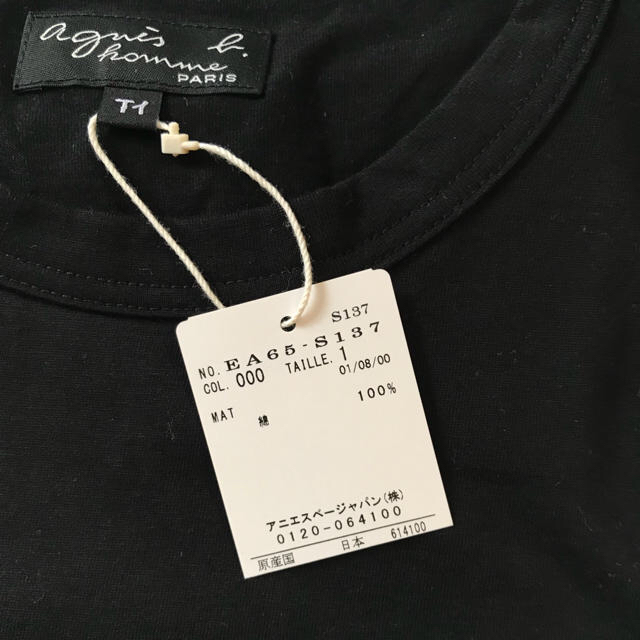 agnès b.
homme
PARIS
T1
S137
NO. EA65-S137
COL. 000 TAILLE. 1 01/08/00
MAT 綿 100%
アニエスベージャパン(株)
0120-064100
原産国 日本 614100